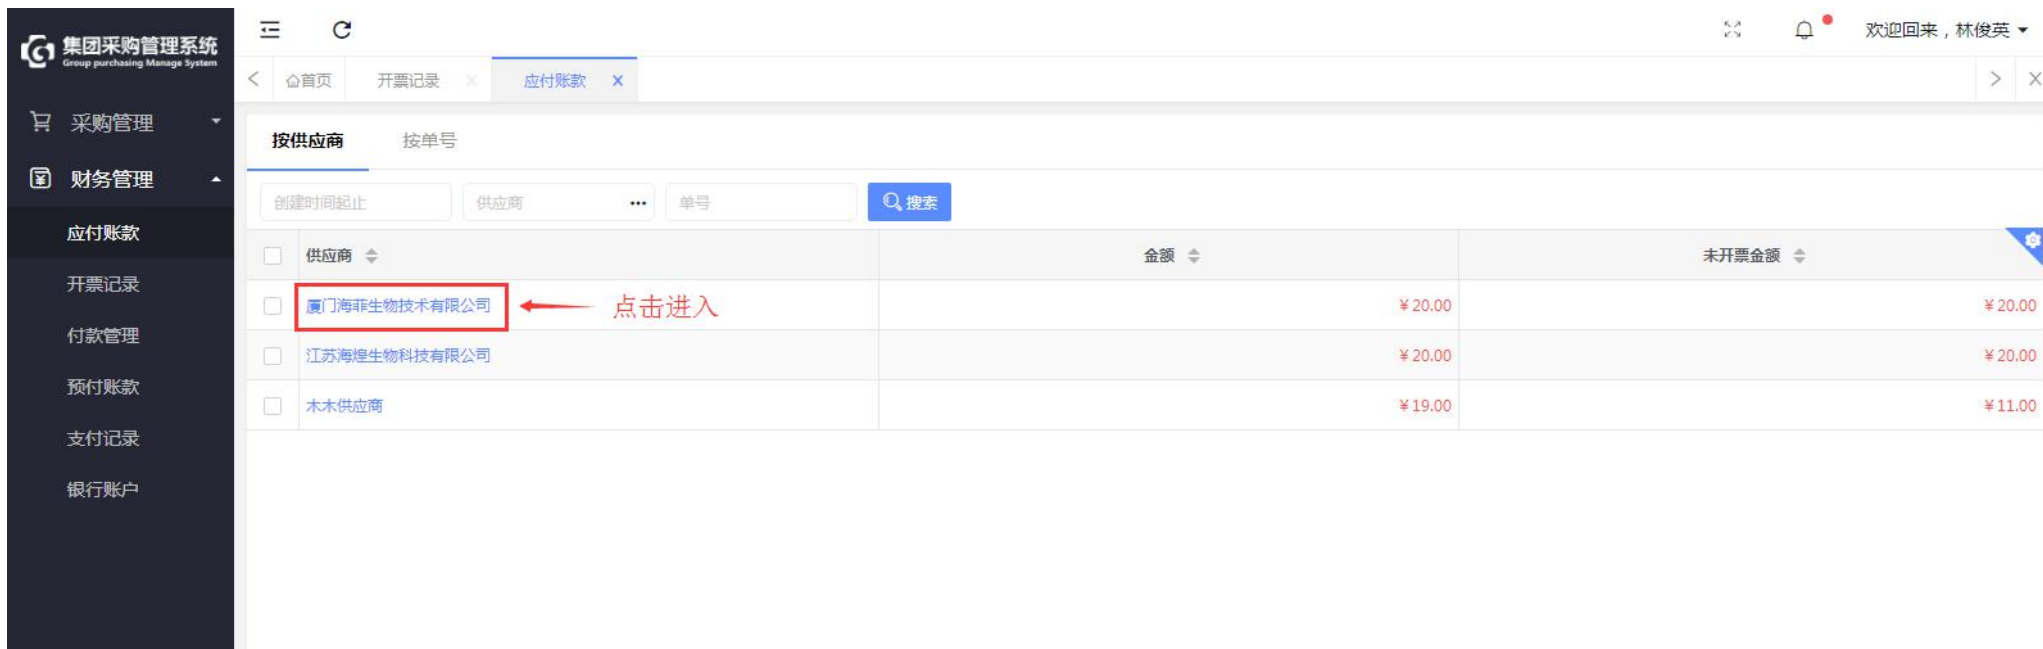 集团采购管理系统
Group purchasing Manage System
欢迎回来，林俊英
首页 开票记录 应付账款
采购管理
财务管理
应付账款
开票记录
付款管理
预付账款
支付记录
银行账户
按供应商 按单号
创建时间起止 供应商 ••• 单号 搜索
供应商 金额 未开票金额
厦门海菲生物技术有限公司 点击进入 ¥20.00 ¥20.00
江苏海煌生物科技有限公司 ¥20.00 ¥20.00
木木供应商 ¥19.00 ¥11.00